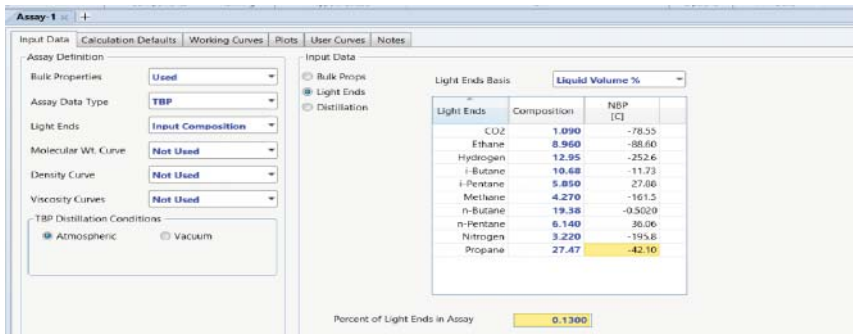 Assay-1
Input Data Calculation Defaults Working Curves Plots User Curves Notes
Assay Definition
Bulk Properties Used
Assay Data Type TBP
Light Ends Input Composition
Molecular Wt. Curve Not Used
Density Curve Not Used
Viscosity Curves Not Used
TBP Distillation Conditions
Atmospheric Vacuum
Input Data
Bulk Props
Light Ends
Distillation
Light Ends Basis Liquid Volume %
Light Ends Composition NBP [C]
CO2 1.090 -78.55
Ethane 8.960 -88.60
Hydrogen 12.95 -252.6
i-Butane 10.68 -11.73
i-Pentane 5.850 27.88
Methane 4.270 -161.5
n-Butane 19.38 -0.5020
n-Pentane 6.140 36.06
Nitrogen 3.220 -195.8
Propane 27.47 -42.10
Percent of Light Ends in Assay 0.1300